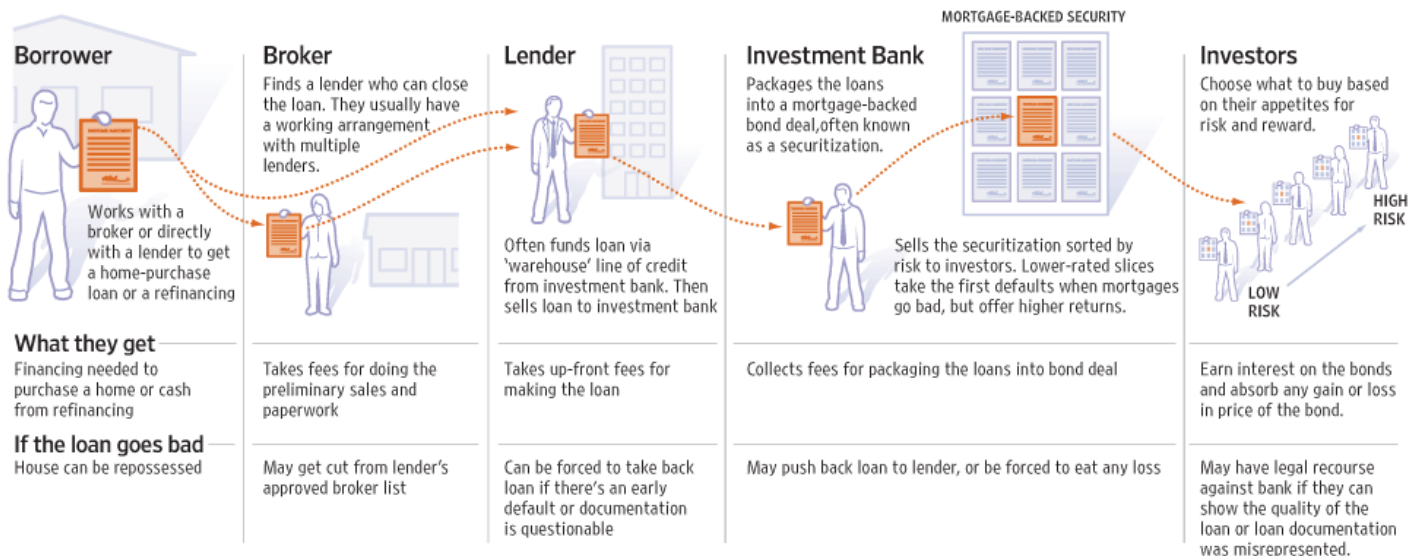 MORTGAGE-BACKED SECURITY
Borrower
Works with a
broker or directly
with a lender to get
a home-purchase
loan or a refinancing
Broker
Finds a lender who can close
the loan. They usually have
a working arrangement
with multiple
lenders.
Lender
Often funds loan via
'warehouse' line of credit
from investment bank. Then
sells loan to investment bank
Investment Bank
Packages the loans
into a mortgage-backed
bond deal,often known
as a securitization.
Sells the securitization sorted by
risk to investors. Lower-rated slices
take the first defaults when mortgages
go bad, but offer higher returns.
Investors
Choose what to buy based
on their appetites for
risk and reward.
HIGH
RISK
LOW
RISK
What they get
Financing needed to
purchase a home or cash
from refinancing
Takes fees for doing the
preliminary sales and
paperwork
Takes up-front fees for
making the loan
Collects fees for packaging the loans into bond deal
Earn interest on the bonds
and absorb any gain or loss
in price of the bond.
If the loan goes bad
House can be repossessed
May get cut from lender's
approved broker list
Can be forced to take back
loan if there's an early
default or documentation
is questionable
May push back loan to lender, or be forced to eat any loss
May have legal recourse
against bank if they can
show the quality of the
loan or loan documentation
was misrepresented.